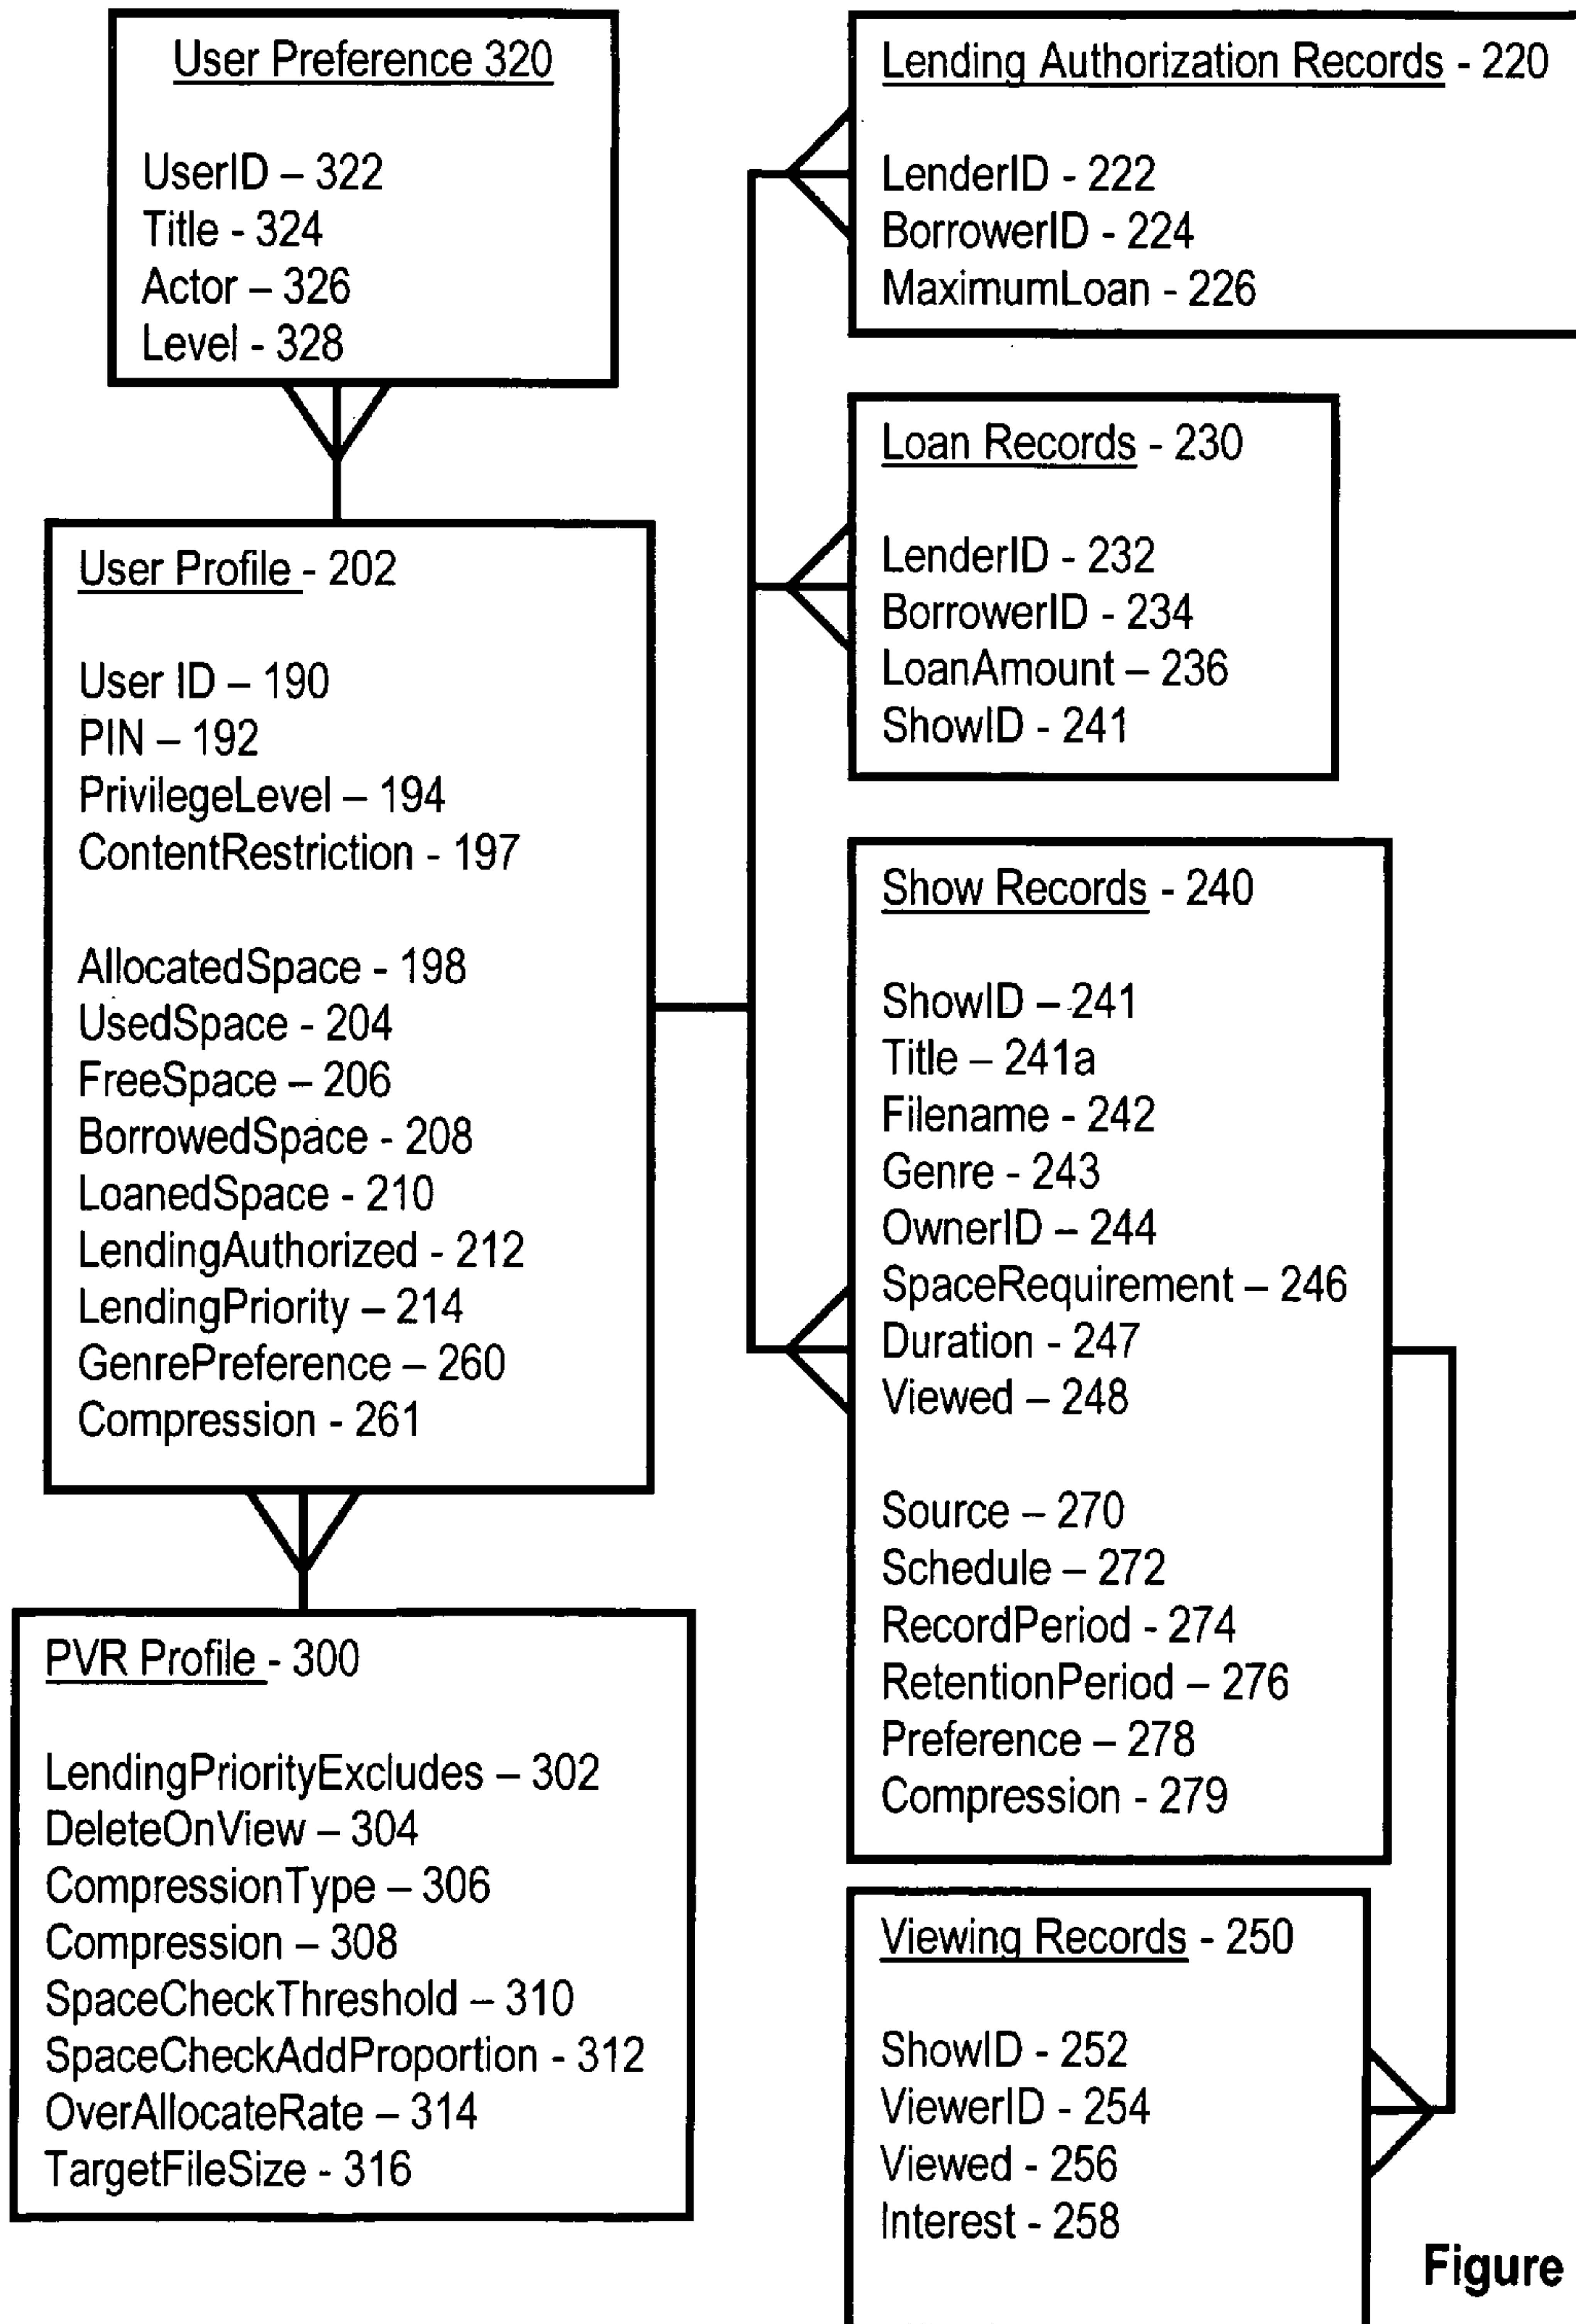 User Preference 320
UserID – 322
Title - 324
Actor – 326
Level - 328
User Profile - 202
User ID – 190
PIN – 192
PrivilegeLevel – 194
ContentRestriction - 197
AllocatedSpace - 198
UsedSpace - 204
FreeSpace – 206
BorrowedSpace - 208
LoanedSpace - 210
LendingAuthorized - 212
LendingPriority – 214
GenrePreference – 260
Compression - 261
PVR Profile - 300
LendingPriorityExcludes – 302
DeleteOnView – 304
CompressionType – 306
Compression – 308
SpaceCheckThreshold – 310
SpaceCheckAddProportion - 312
OverAllocateRate – 314
TargetFileSize - 316
Lending Authorization Records - 220
LenderID - 222
BorrowerID - 224
MaximumLoan - 226
Loan Records - 230
LenderID - 232
BorrowerID - 234
LoanAmount – 236
ShowID - 241
Show Records - 240
ShowID – 241
Title – 241a
Filename - 242
Genre - 243
OwnerID – 244
SpaceRequirement – 246
Duration - 247
Viewed – 248
Source – 270
Schedule – 272
RecordPeriod - 274
RetentionPeriod – 276
Preference – 278
Compression - 279
Viewing Records - 250
ShowID - 252
ViewerID - 254
Viewed - 256
Interest - 258
Figure